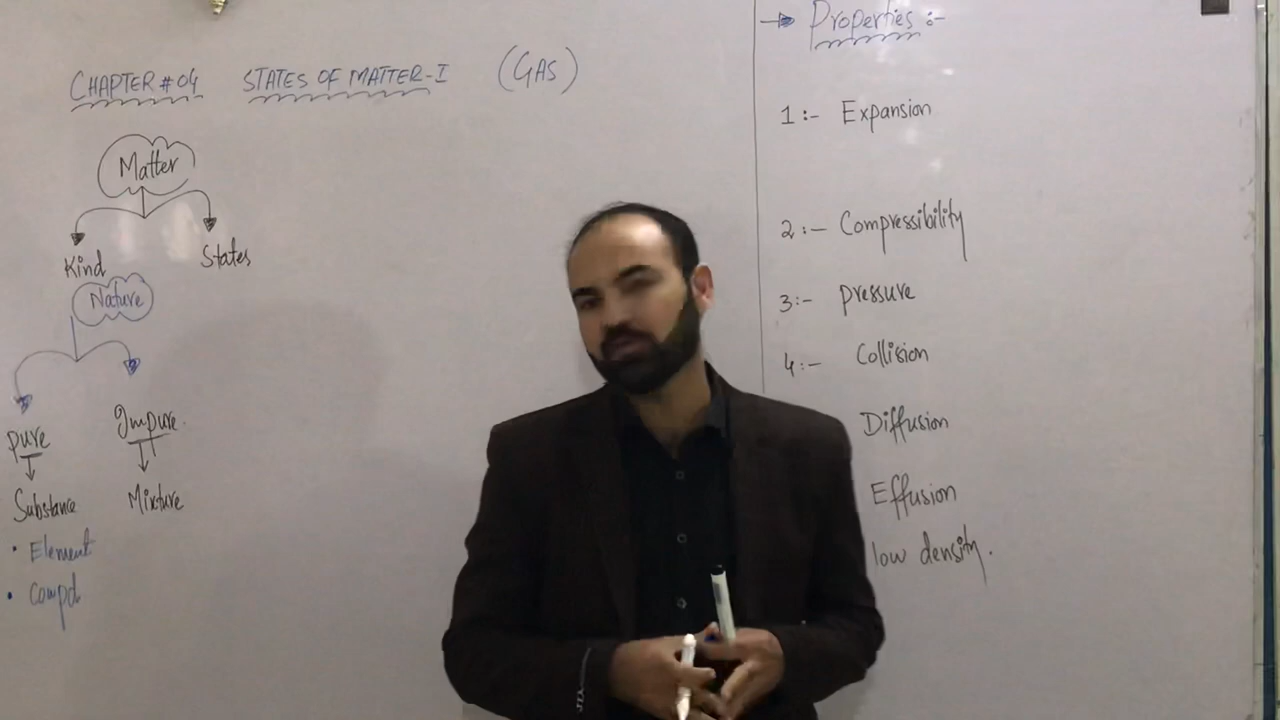 CHAPTER # 04 STATES OF MATTER-I (GAS)
Matter
Kind States
Nature
pure Impure.
Substance Mixture
• Element
• Compd.
→ Properties :-
1:- Expansion
2:- Compressibility
3:- pressure
4:- Collision
Diffusion
Effusion
low density.